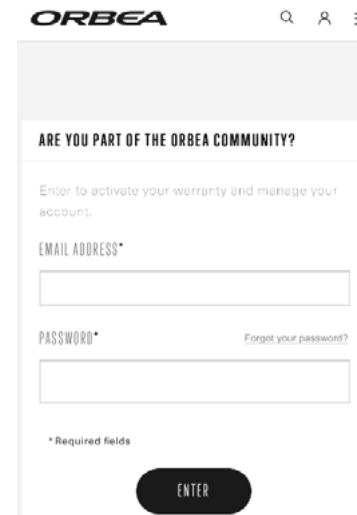 ORBEA
ARE YOU PART OF THE ORBEA COMMUNITY?
Enter to activate your warranty and manage your
account.
EMAIL ADDRESS*
PASSWORD*
Forgot your password?
* Required fields
ENTER